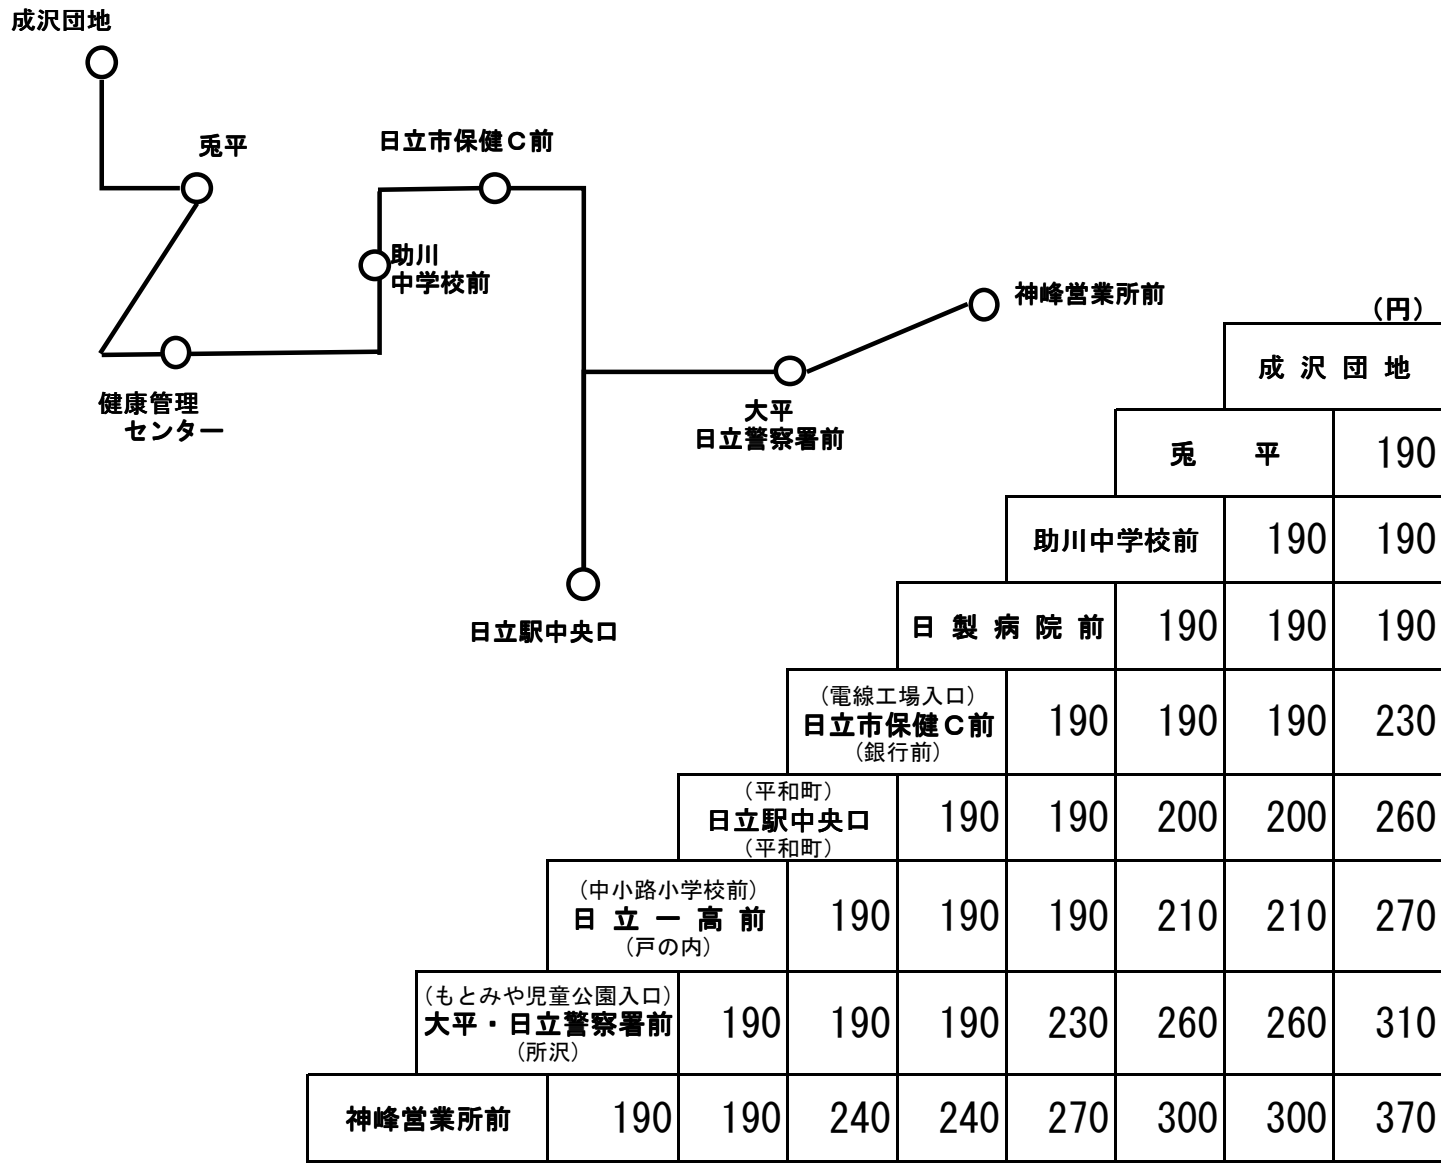 成沢団地
兎平
日立市保健C前
助川
中学校前
神峰営業所前
健康管理
センター
大平
日立警察署前
日立駅中央口
(円)
成沢団地
兎平 190
助川中学校前 190 190
日製病院前 190 190 190
(電線工場入口)
日立市保健C前 190 190 190 230
(銀行前)
(平和町)
日立駅中央口 190 190 200 200 260
(平和町)
(中小路小学校前)
日立一高前 190 190 190 210 210 270
(戸の内)
(もとみや児童公園入口)
大平・日立警察署前 190 190 190 230 260 260 310
(所沢)
神峰営業所前 190 190 240 240 270 300 300 370